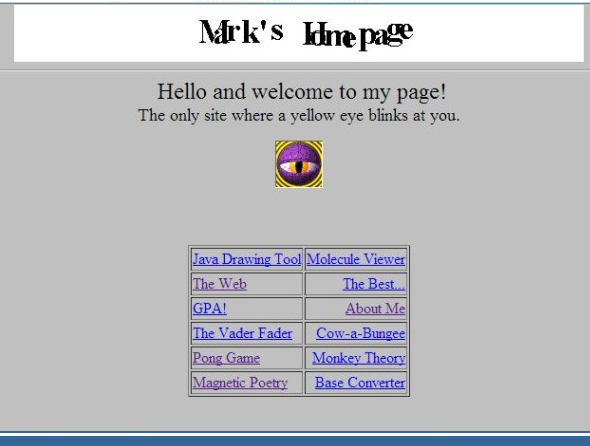 Mark's Homepage
Hello and welcome to my page!
The only site where a yellow eye blinks at you.
Java Drawing Tool Molecule Viewer
The Web The Best...
GPA! About Me
The Vader Fader Cow-a-Bungee
Pong Game Monkey Theory
Magnetic Poetry Base Converter